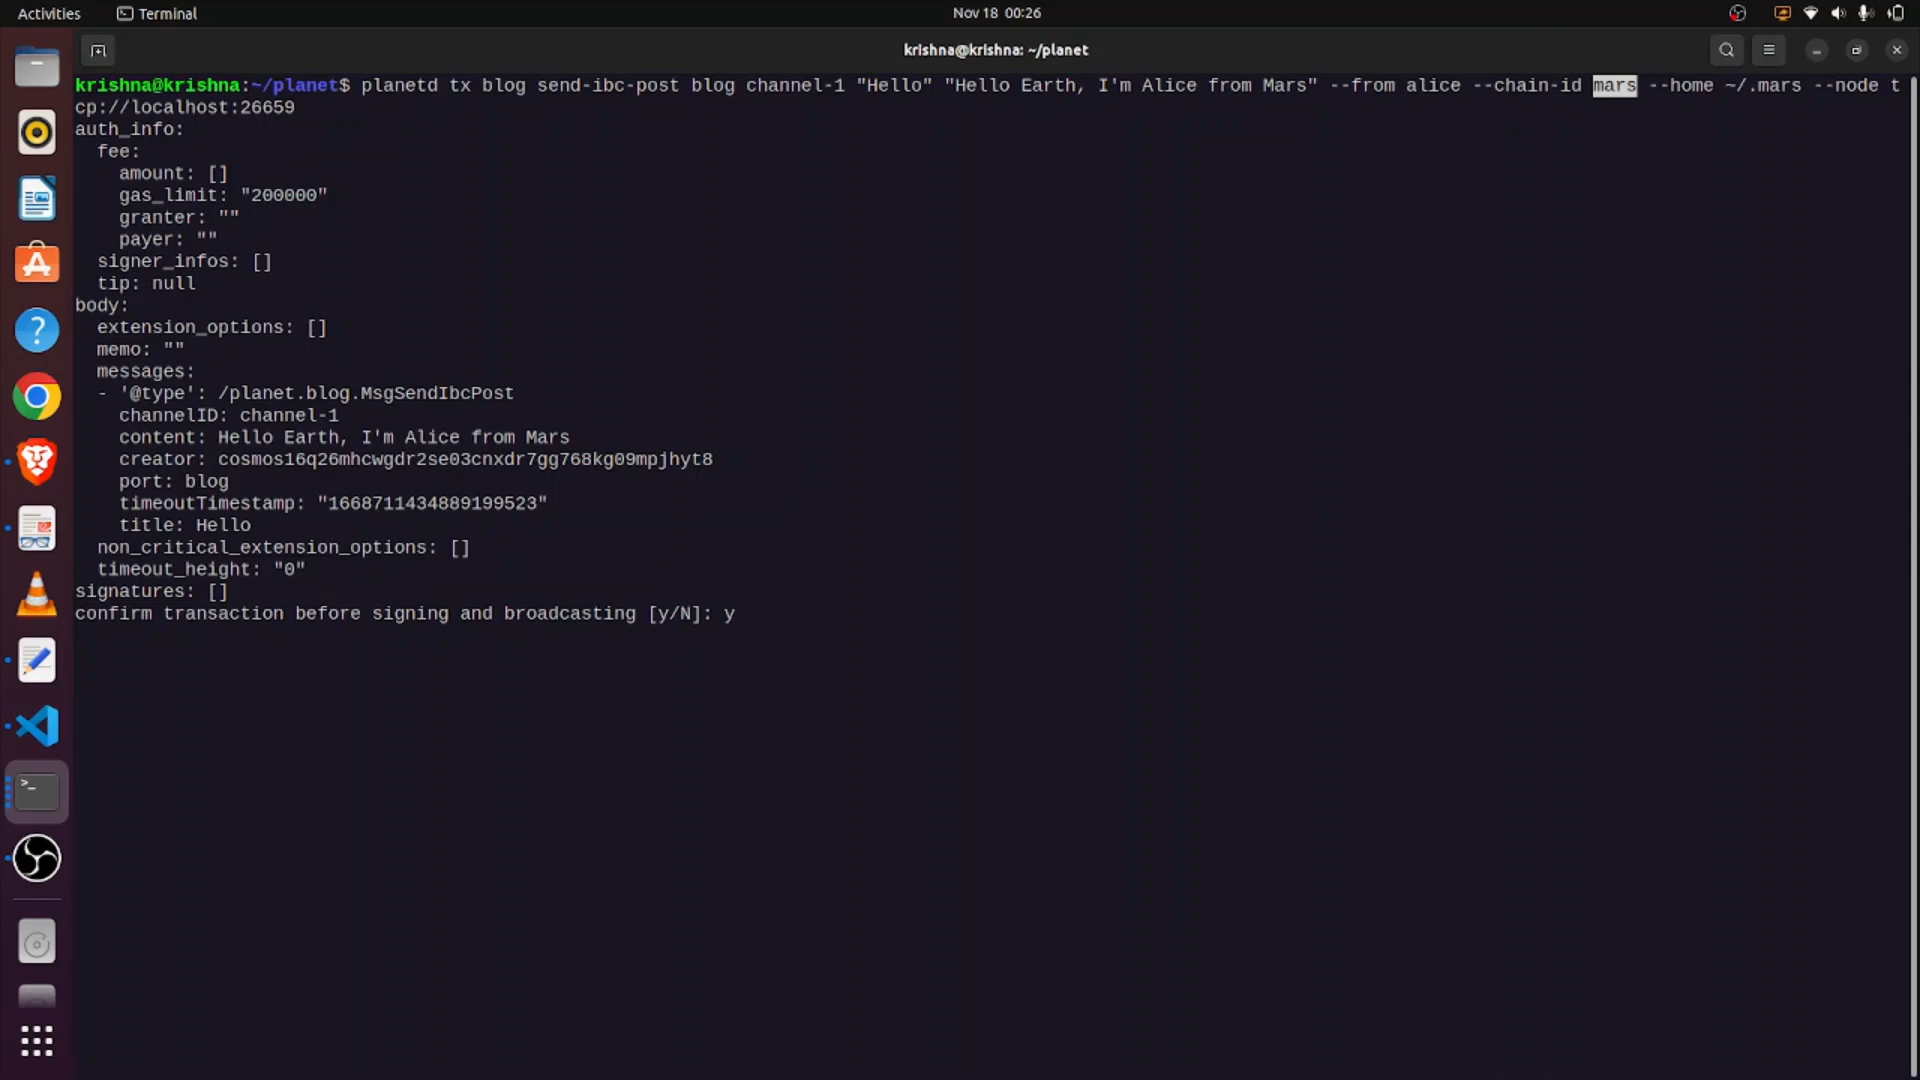 Activities Terminal Nov 18 00:26
krishna@krishna: ~/planet
krishna@krishna:~/planet$ planetd tx blog send-ibc-post blog channel-1 "Hello" "Hello Earth, I'm Alice from Mars" --from alice --chain-id mars --home ~/.mars --node t
cp://localhost:26659
auth_info:
  fee:
    amount: []
    gas_limit: "200000"
    granter: ""
    payer: ""
  signer_infos: []
  tip: null
body:
  extension_options: []
  memo: ""
  messages:
  - '@type': /planet.blog.MsgSendIbcPost
    channelID: channel-1
    content: Hello Earth, I'm Alice from Mars
    creator: cosmos16q26mhcwgdr2se03cnxdr7gg768kg09mpjhyt8
    port: blog
    timeoutTimestamp: "1668711434889199523"
    title: Hello
  non_critical_extension_options: []
  timeout_height: "0"
signatures: []
confirm transaction before signing and broadcasting [y/N]: y